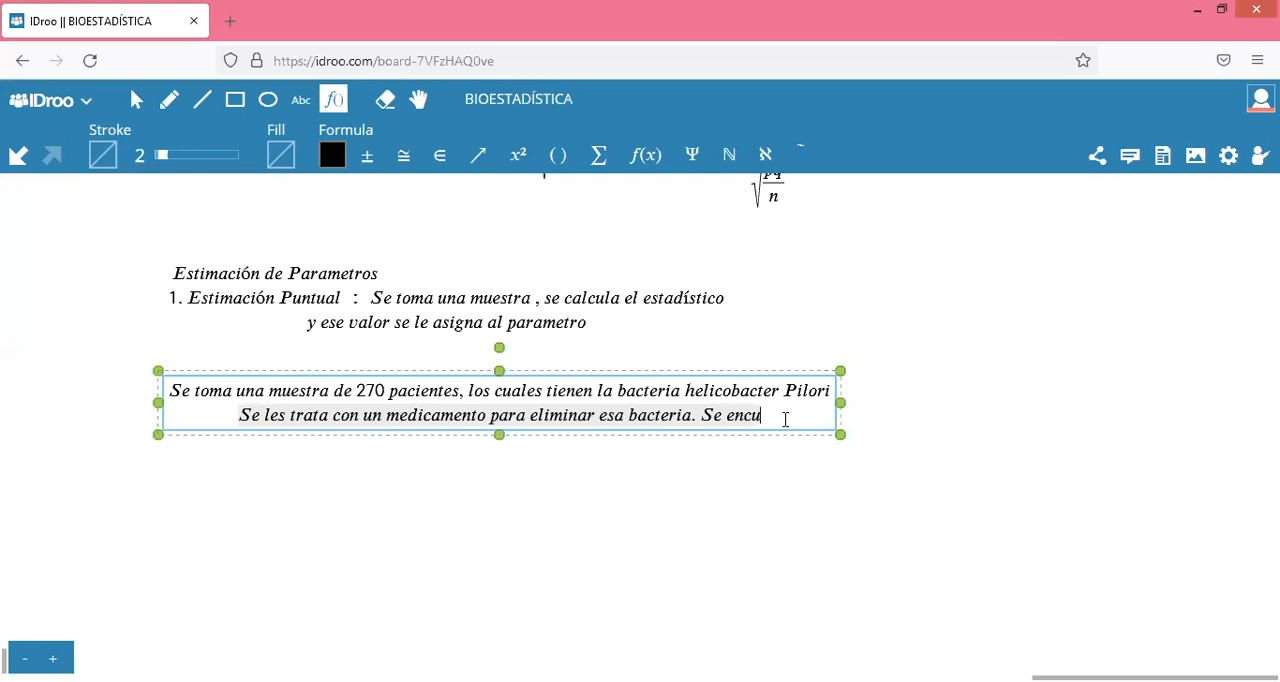 IDroo || BIOESTADÍSTICA
https://idroo.com/board-7VFzHAQ0ve
IDroo
Abc
f()
BIOESTADÍSTICA
Stroke
Fill
Formula
2
± ≅ ∈ x² ( ) ∑ f(x) Ψ ℕ ℵ ~
pq
n
Estimación de Parametros
1. Estimación Puntual : Se toma una muestra , se calcula el estadístico
y ese valor se le asigna al parametro
Se toma una muestra de 270 pacientes, los cuales tienen la bacteria helicobacter Pilori
Se les trata con un medicamento para eliminar esa bacteria. Se encu
- +